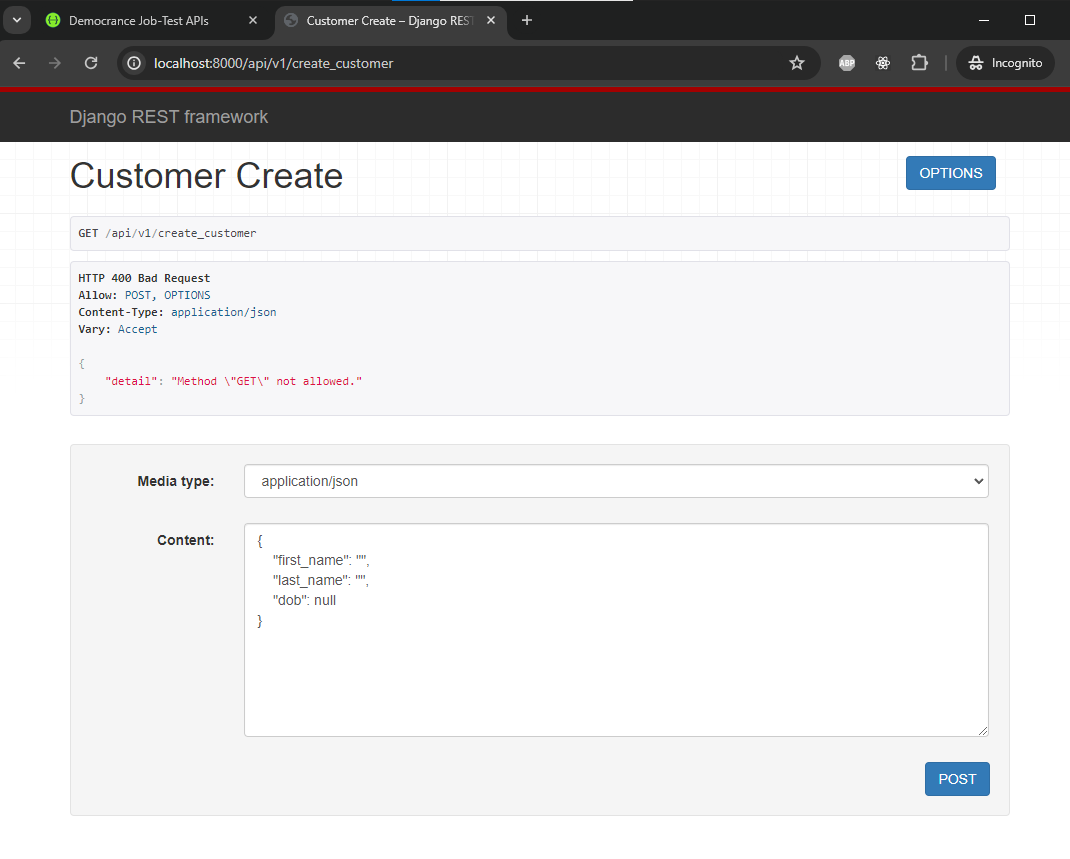 Democrance Job-Test APIs
Customer Create – Django RES
localhost:8000/api/v1/create_customer
ABP
Incognito
Django REST framework
Customer Create
OPTIONS
GET /api/v1/create_customer
HTTP 400 Bad Request
Allow: POST, OPTIONS
Content-Type: application/json
Vary: Accept
{
"detail": "Method \"GET\" not allowed."
}
Media type:
application/json
Content:
{
"first_name": "",
"last_name": "",
"dob": null
}
POST